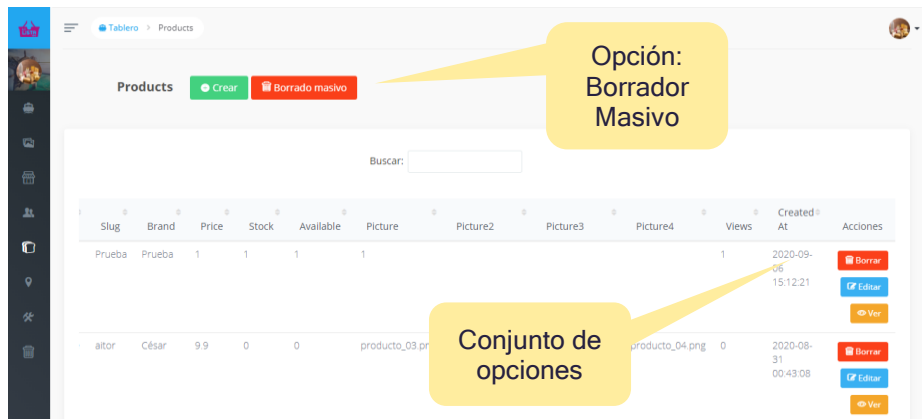 Tablero > Products
Products
Crear
Borrado masivo
Opción:
Borrador
Masivo
Buscar:
Slug Brand Price Stock Available Picture Picture2 Picture3 Picture4 Views Created At Acciones
Prueba Prueba 1 1 1 1 1 2020-09-
06
15:12:21
Borrar
Editar
Ver
Conjunto de
opciones
aitor César 9.9 0 0 producto_03.pr producto_04.png 0 2020-08-
31
00:43:08
Borrar
Editar
Ver